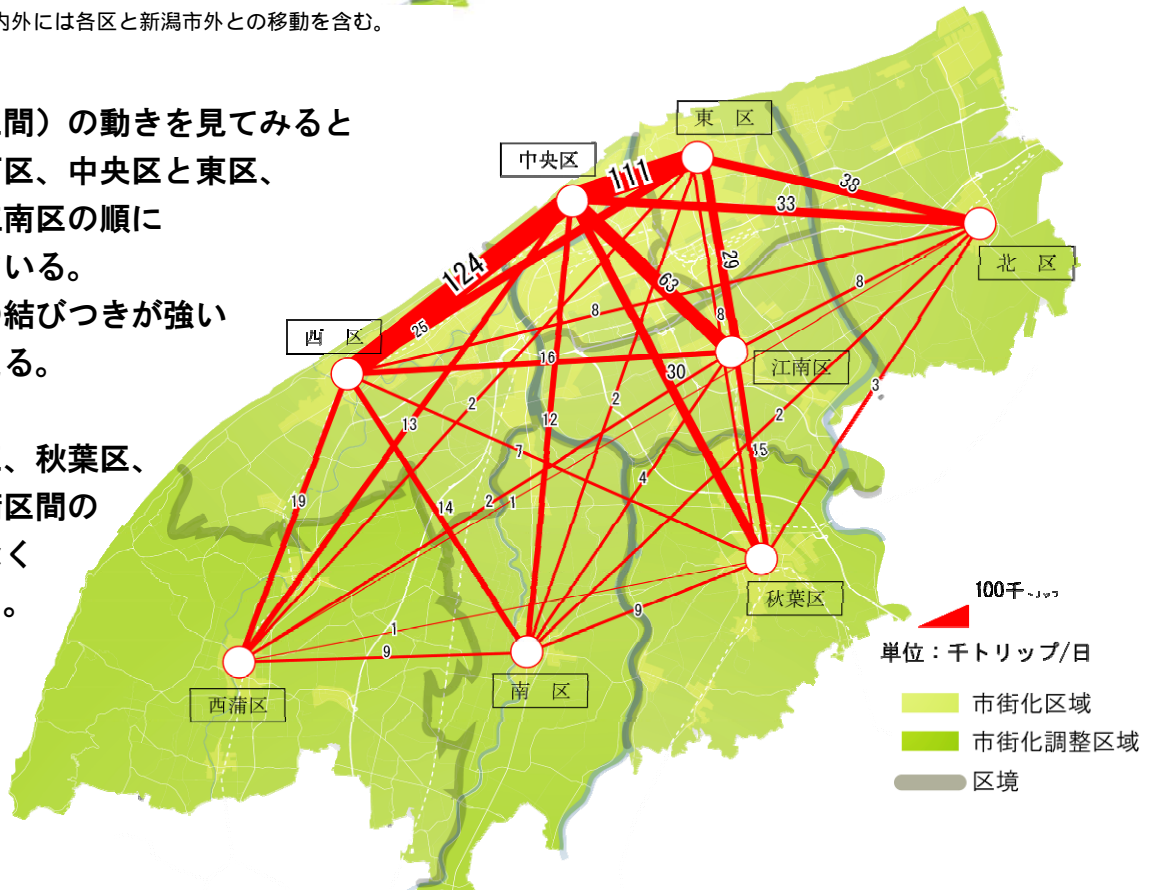 内外には各区と新潟市外との移動を含む。
間）の動きを見てみると
区、中央区と東区、
南区の順に
いる。
結びつきが強い
る。
、秋葉区、
区間の
く
。
東　区
中央区
111
38
33
北　区
124
63
29
8
8
8
25
西　区
16
30
江南区
2
2
3
13
12
2
7
15
4
19
14
2
1
秋葉区
9
1
9
100千
単位：千トリップ/日
西蒲区
南　区
市街化区域
市街化調整区域
区境